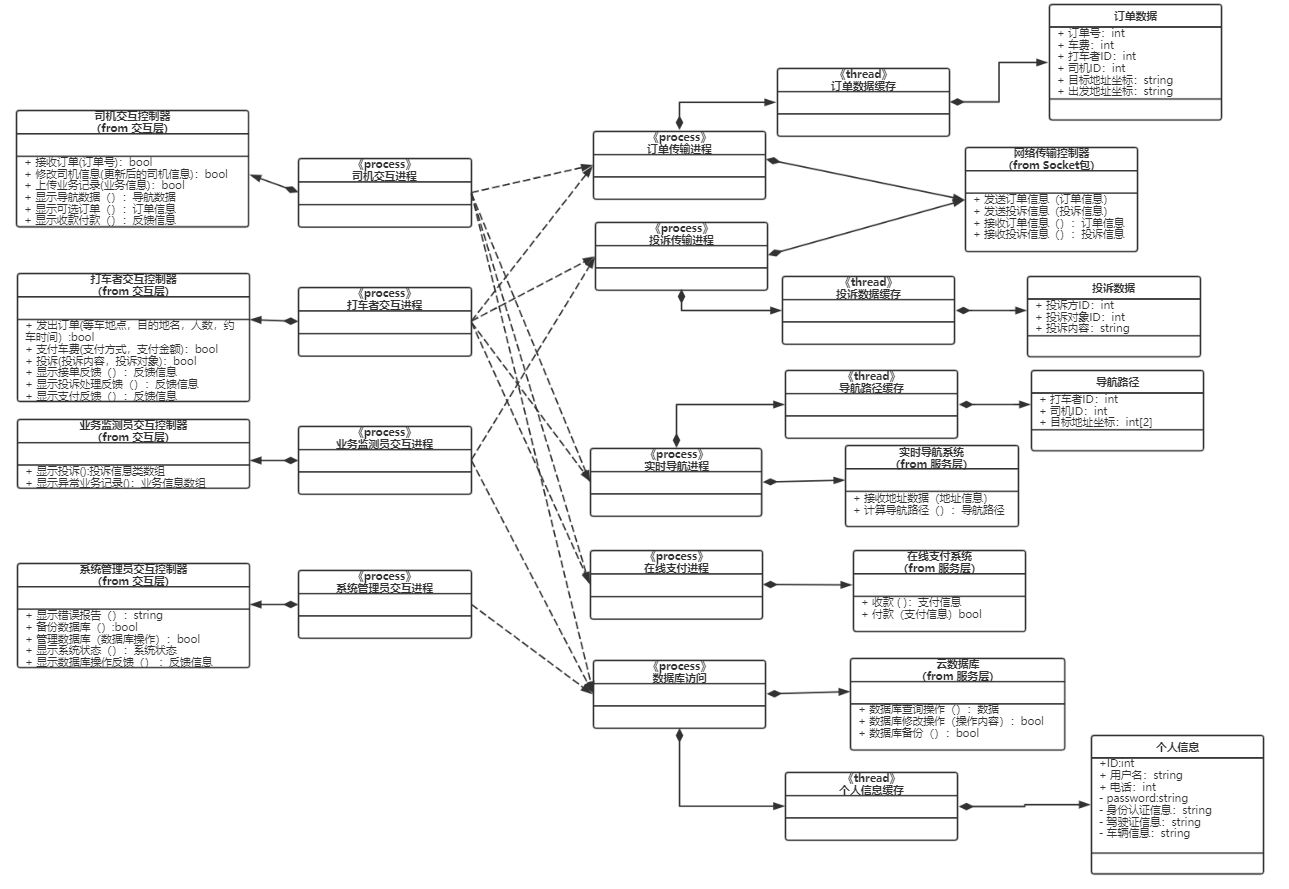 司机交互控制器
(from 交互层)
+ 接收订单(订单号)：bool
+ 修改司机信息(更新后的司机信息)：bool
+ 上传业务记录(业务信息)：bool
+ 显示导航数据（）：导航数据
+ 显示可选订单（）：订单信息
+ 显示收款付款（）：反馈信息
打车者交互控制器
(from 交互层)
+ 发出订单(等车地点，目的地名，人数，约
车时间）:bool
+ 支付车费(支付方式，支付金额)：bool
+ 投诉(投诉内容，投诉对象)：bool
+ 显示接单反馈（）：反馈信息
+ 显示投诉处理反馈（）：反馈信息
+ 显示支付反馈（）：反馈信息
业务监测员交互控制器
(from 交互层)
+ 显示投诉():投诉信息类数组
+ 显示异常业务记录()：业务信息数组
系统管理员交互控制器
(from 交互层)
+ 显示错误报告（）：string
+ 备份数据库（）:bool
+ 管理数据库（数据库操作）：bool
+ 显示系统状态（）：系统状态
+ 显示数据库操作反馈（）：反馈信息
《process》
司机交互进程
《process》
打车者交互进程
《process》
业务监测员交互进程
《process》
系统管理员交互进程
《process》
订单传输进程
《process》
投诉传输进程
《process》
实时导航进程
《process》
在线支付进程
《process》
数据库访问
《thread》
订单数据缓存
《thread》
投诉数据缓存
《thread》
导航路径缓存
实时导航系统
(from 服务层)
+ 接收地址数据（地址信息）
+ 计算导航路径（）：导航路径
在线支付系统
(from 服务层)
+ 收款 ( )：支付信息
+ 付款（支付信息）bool
云数据库
(from 服务层)
+ 数据库查询操作（）：数据
+ 数据库修改操作（操作内容）：bool
+ 数据库备份（）：bool
《thread》
个人信息缓存
订单数据
+ 订单号：int
+ 车费：int
+ 打车者ID：int
+ 司机ID：int
+ 目标地址坐标：string
+ 出发地址坐标：string
网络传输控制器
(from Socket包)
+ 发送订单信息（订单信息）
+ 发送投诉信息（投诉信息）
+ 接收订单信息（）：订单信息
+ 接收投诉信息（）：投诉信息
投诉数据
+ 投诉方ID：int
+ 投诉对象ID：int
+ 投诉内容：string
导航路径
+ 打车者ID：int
+ 司机ID：int
+ 目标地址坐标：int[2]
个人信息
+ID:int
+ 用户名：string
+ 电话：int
- password:string
- 身份认证信息：string
- 驾驶证信息：string
- 车辆信息：string